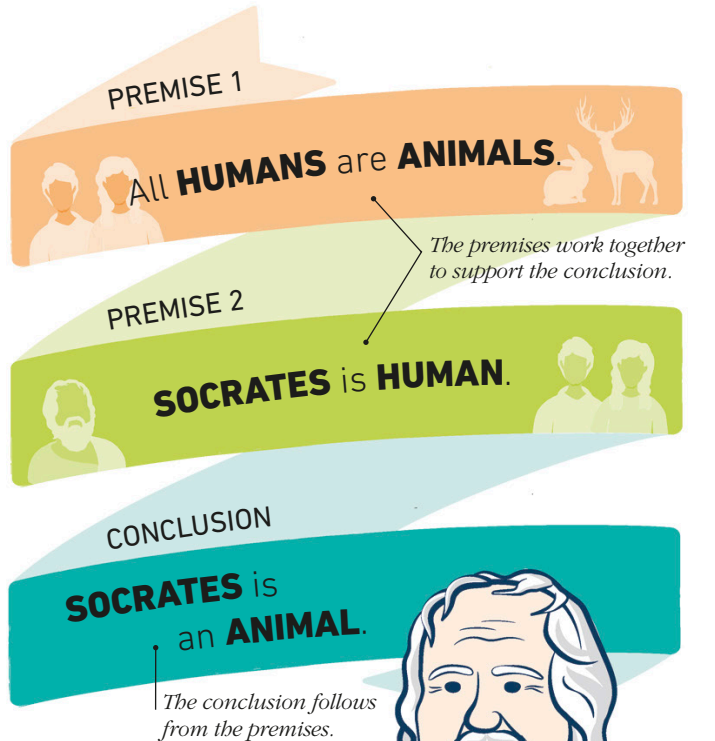 PREMISE 1
All HUMANS are ANIMALS.
The premises work together
to support the conclusion.
PREMISE 2
SOCRATES is HUMAN.
CONCLUSION
SOCRATES is
an ANIMAL.
The conclusion follows
from the premises.